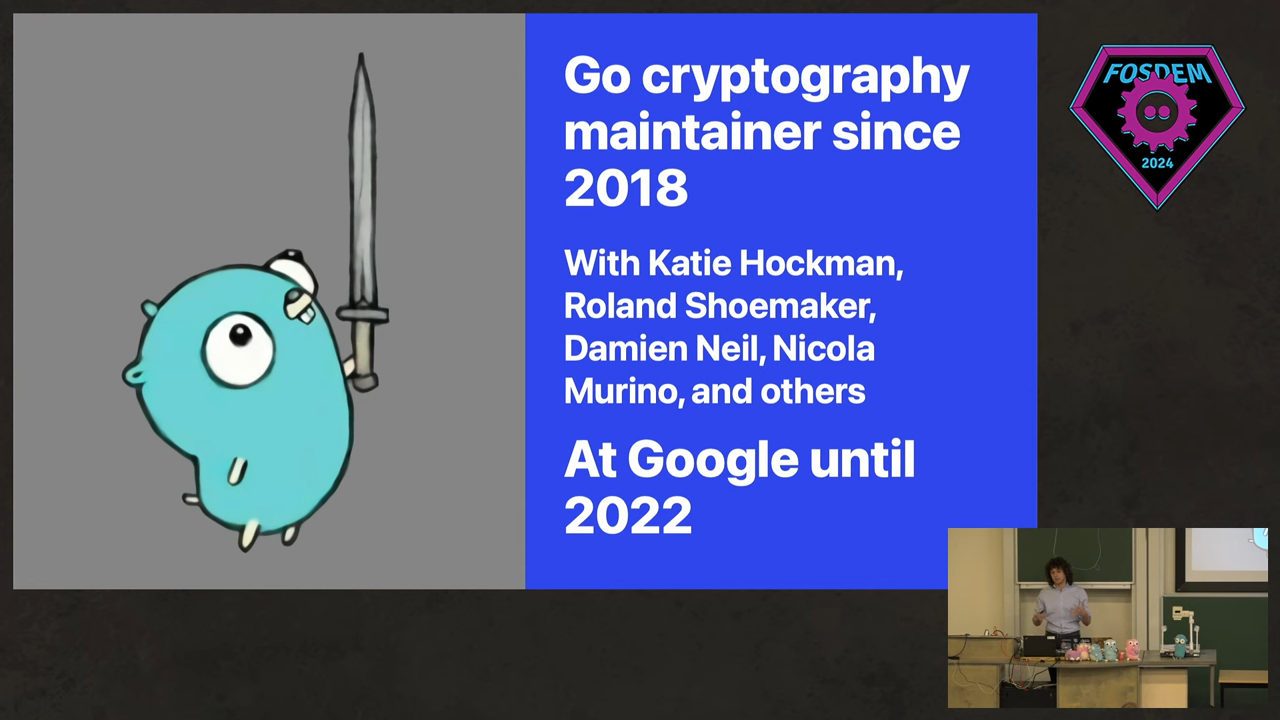 Go cryptography
maintainer since
2018
With Katie Hockman,
Roland Shoemaker,
Damien Neil, Nicola
Murino, and others
At Google until
2022
FOSDEM
2024